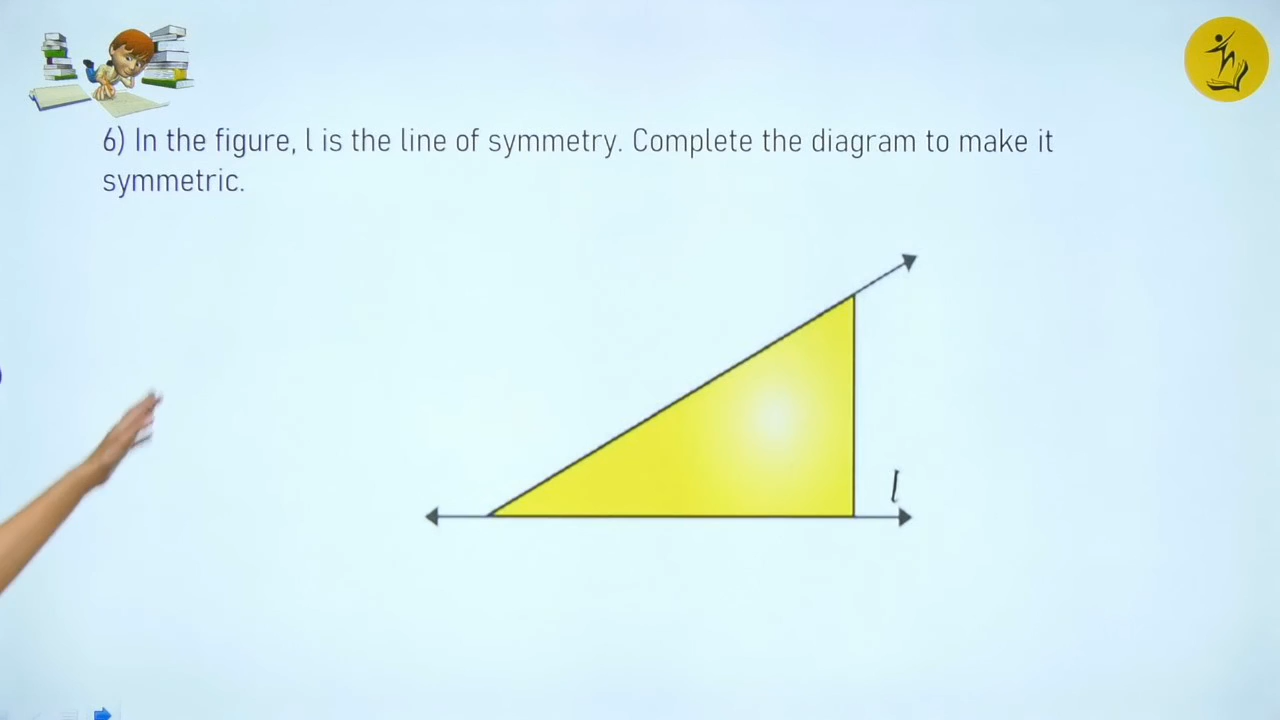 6) In the figure, l is the line of symmetry. Complete the diagram to make it
symmetric.
l